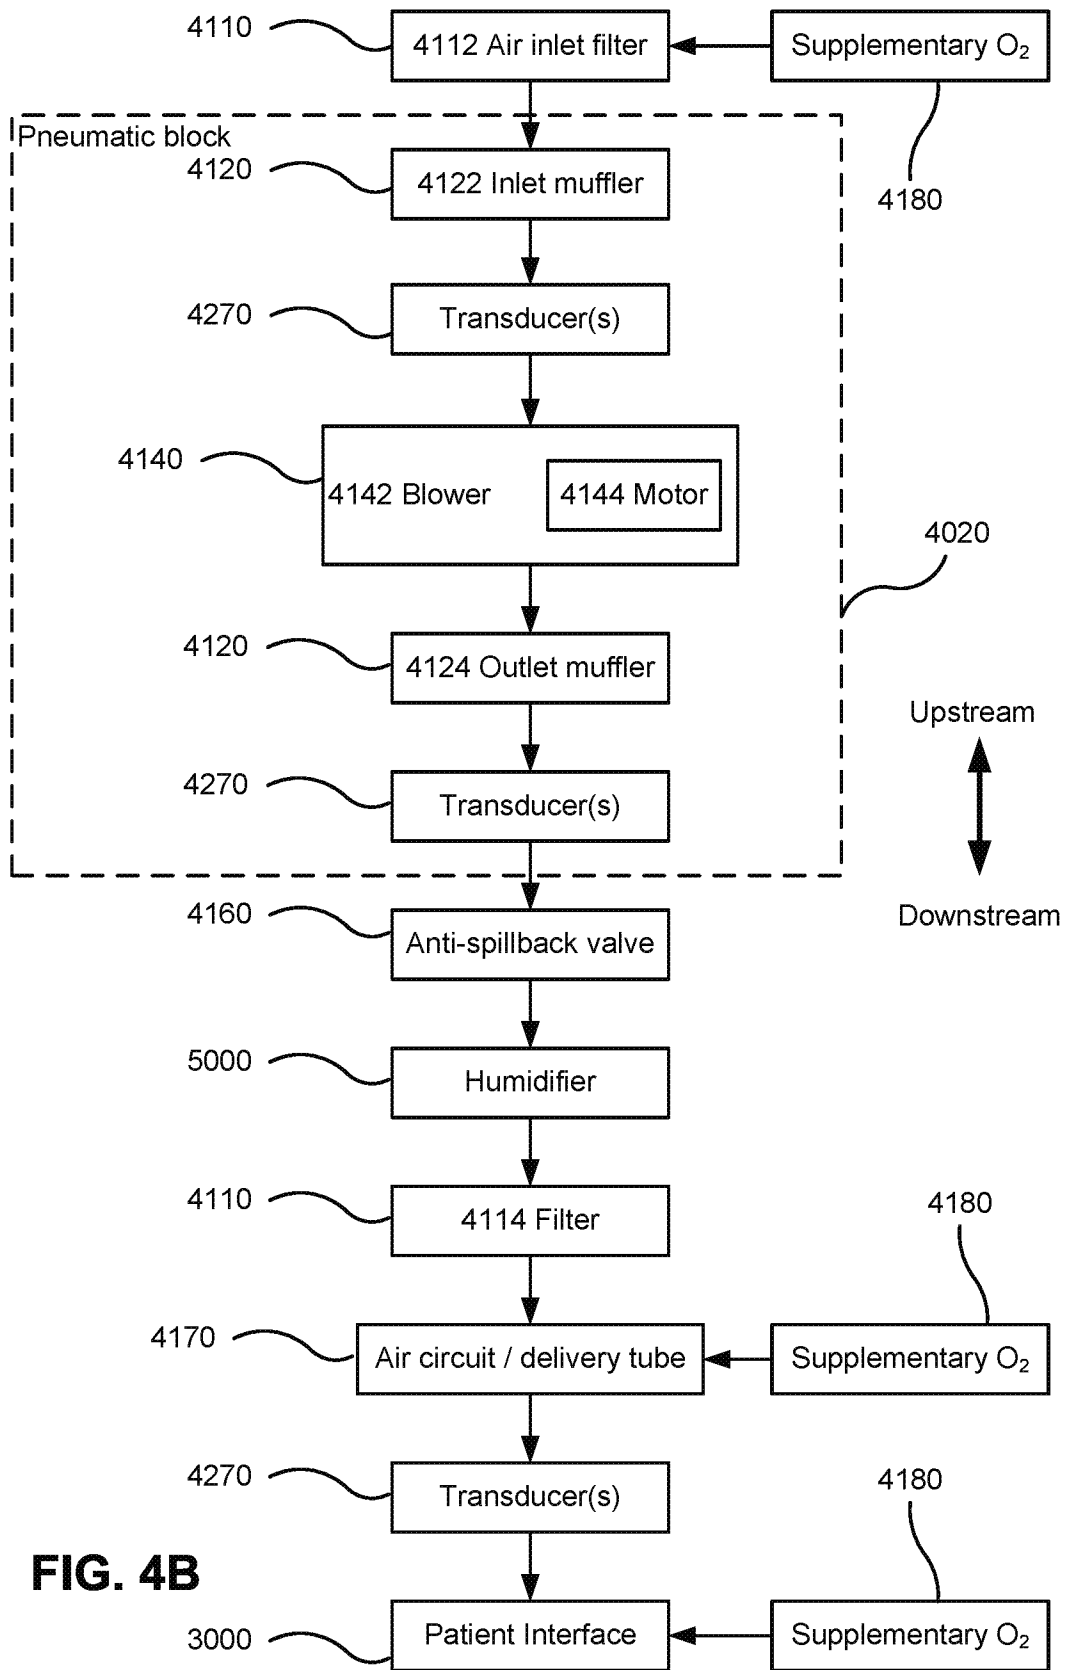 4110
4112 Air inlet filter
Supplementary O₂
Pneumatic block
4120
4122 Inlet muffler
4180
4270
Transducer(s)
4140
4142 Blower
4144 Motor
4020
4120
4124 Outlet muffler
Upstream
4270
Transducer(s)
4160
Anti-spillback valve
Downstream
5000
Humidifier
4110
4114 Filter
4180
4170
Air circuit / delivery tube
Supplementary O₂
4270
Transducer(s)
4180
FIG. 4B
3000
Patient Interface
Supplementary O₂